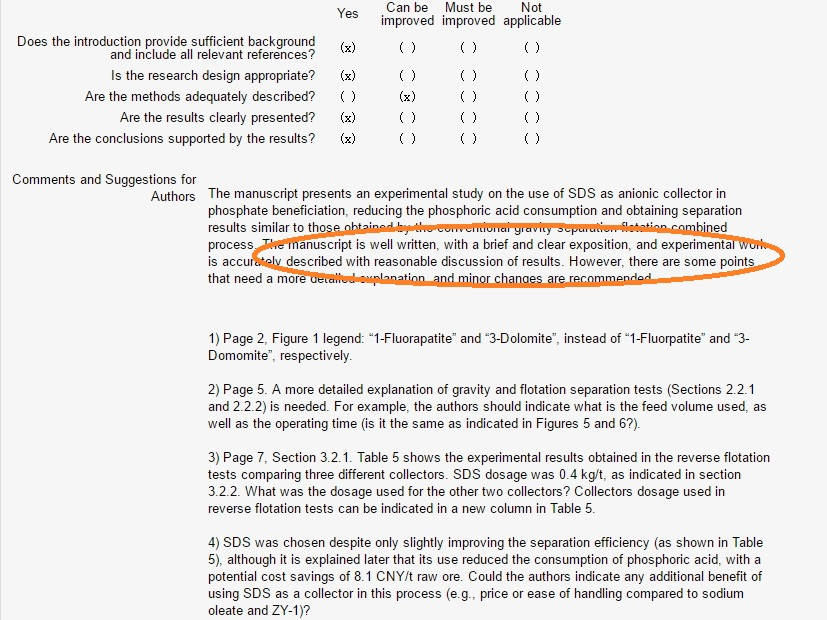 Yes Can be improved Must be improved Not applicable
Does the introduction provide sufficient background (x) ( ) ( ) ( )
and include all relevant references?
Is the research design appropriate? (x) ( ) ( ) ( )
Are the methods adequately described? ( ) (x) ( ) ( )
Are the results clearly presented? (x) ( ) ( ) ( )
Are the conclusions supported by the results? (x) ( ) ( ) ( )
Comments and Suggestions for
Authors
The manuscript presents an experimental study on the use of SDS as anionic collector in
phosphate beneficiation, reducing the phosphoric acid consumption and obtaining separation
results similar to those obtained by the conventional gravity separation-flotation combined
process. The manuscript is well written, with a brief and clear exposition, and experimental work
is accurately described with reasonable discussion of results. However, there are some points
that need a more detailed explanation, and minor changes are recommended.
1) Page 2, Figure 1 legend: “1-Fluorapatite” and “3-Dolomite”, instead of “1-Fluorpatite” and “3-
Domomite”, respectively.
2) Page 5. A more detailed explanation of gravity and flotation separation tests (Sections 2.2.1
and 2.2.2) is needed. For example, the authors should indicate what is the feed volume used, as
well as the operating time (is it the same as indicated in Figures 5 and 6?).
3) Page 7, Section 3.2.1. Table 5 shows the experimental results obtained in the reverse flotation
tests comparing three different collectors. SDS dosage was 0.4 kg/t, as indicated in section
3.2.2. What was the dosage used for the other two collectors? Collectors dosage used in
reverse flotation tests can be indicated in a new column in Table 5.
4) SDS was chosen despite only slightly improving the separation efficiency (as shown in Table
5), although it is explained later that its use reduced the consumption of phosphoric acid, with a
potential cost savings of 8.1 CNY/t raw ore. Could the authors indicate any additional benefit of
using SDS as a collector in this process (e.g., price or ease of handling compared to sodium
oleate and ZY-1)?